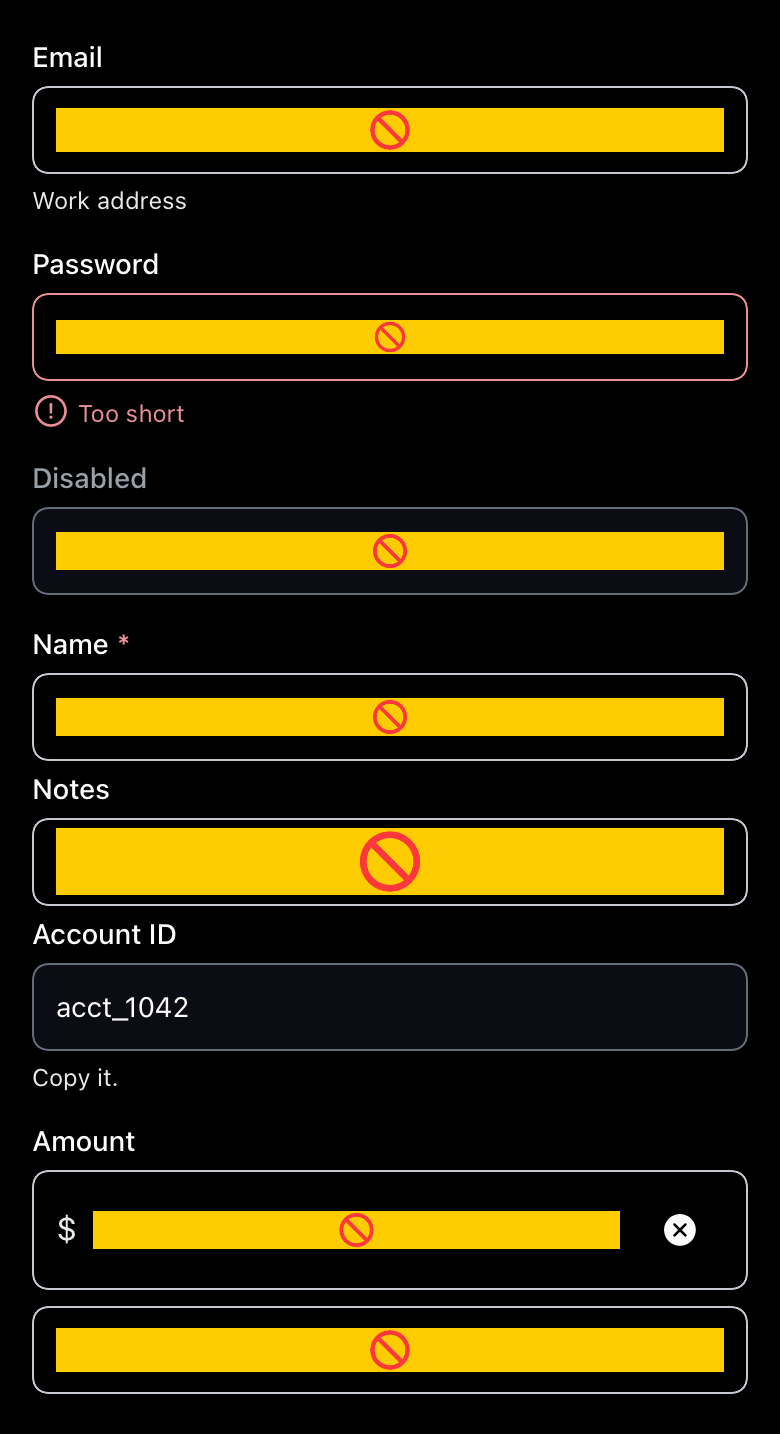 Email
Work address
Password
Too short
Disabled
Name *
Notes
Account ID
acct_1042
Copy it.
Amount
$